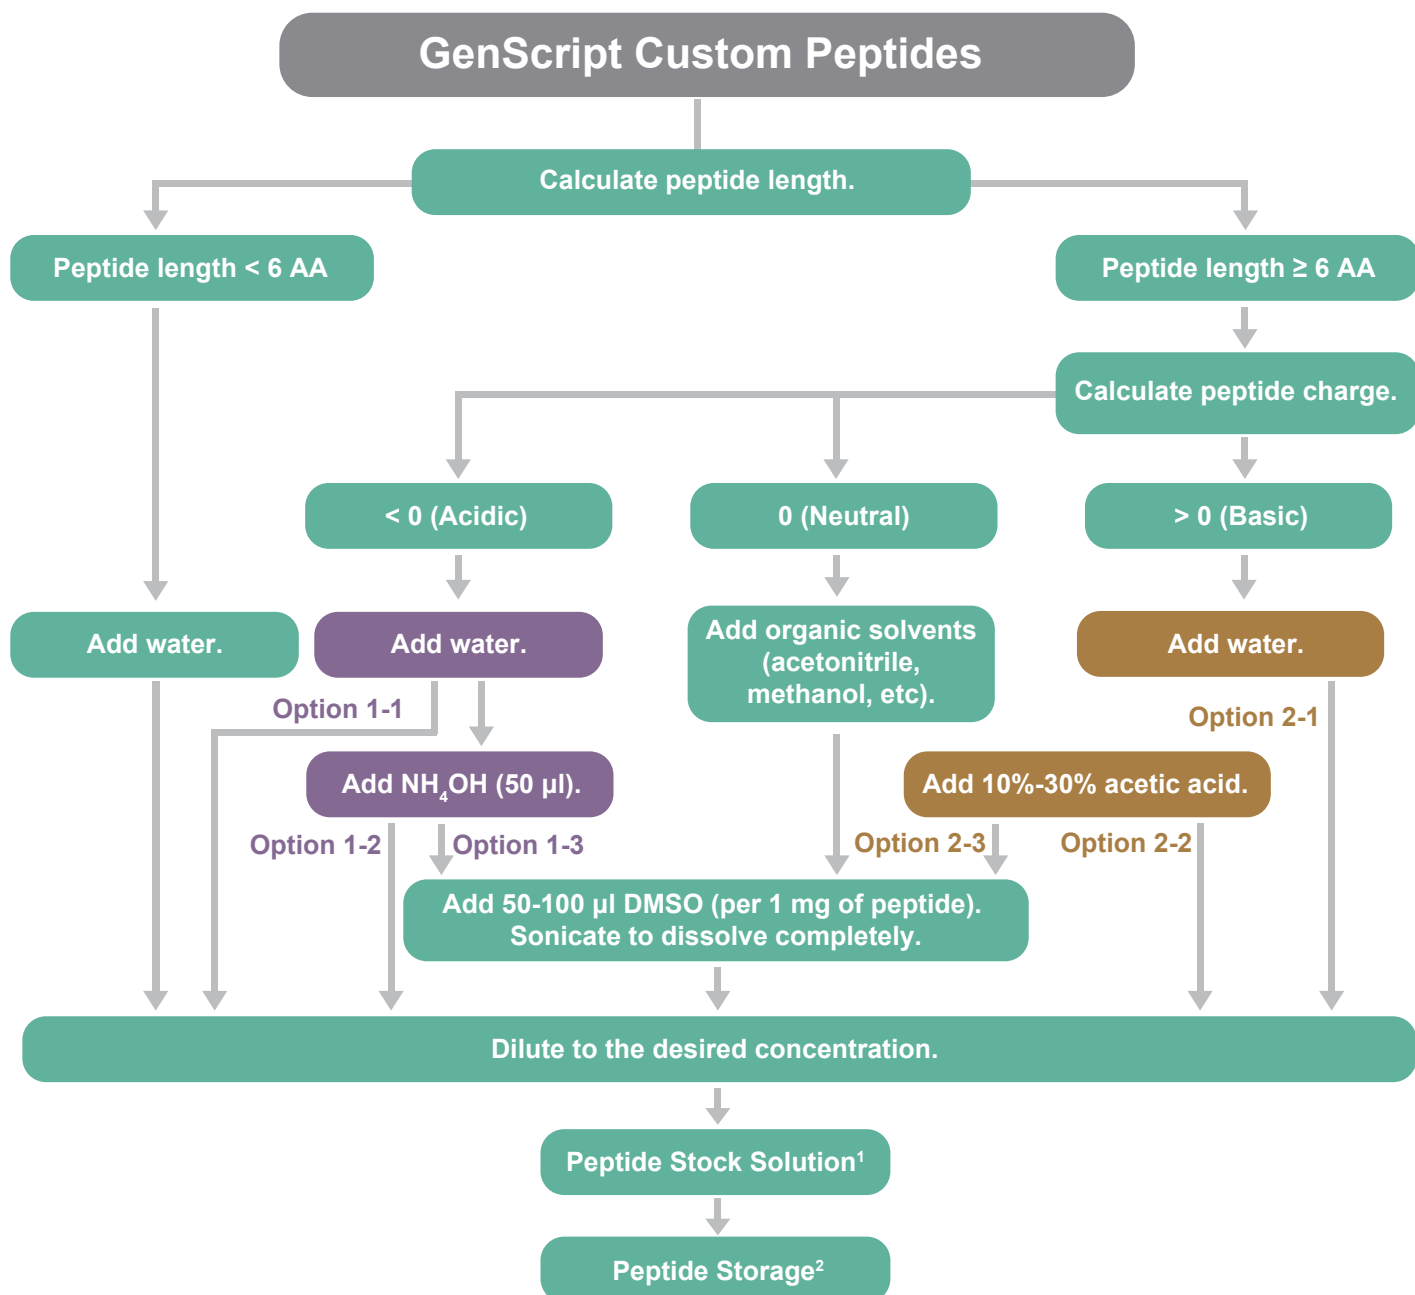 GenScript Custom Peptides
Calculate peptide length.
Peptide length < 6 AA
Peptide length ≥ 6 AA
Calculate peptide charge.
< 0 (Acidic)
0 (Neutral)
> 0 (Basic)
Add water.
Add water.
Add organic solvents
(acetonitrile,
methanol, etc).
Add water.
Option 1-1
Option 2-1
Add NH₄OH (50 µl).
Add 10%-30% acetic acid.
Option 1-2
Option 1-3
Option 2-3
Option 2-2
Add 50-100 µl DMSO (per 1 mg of peptide).
Sonicate to dissolve completely.
Dilute to the desired concentration.
Peptide Stock Solution¹
Peptide Storage²